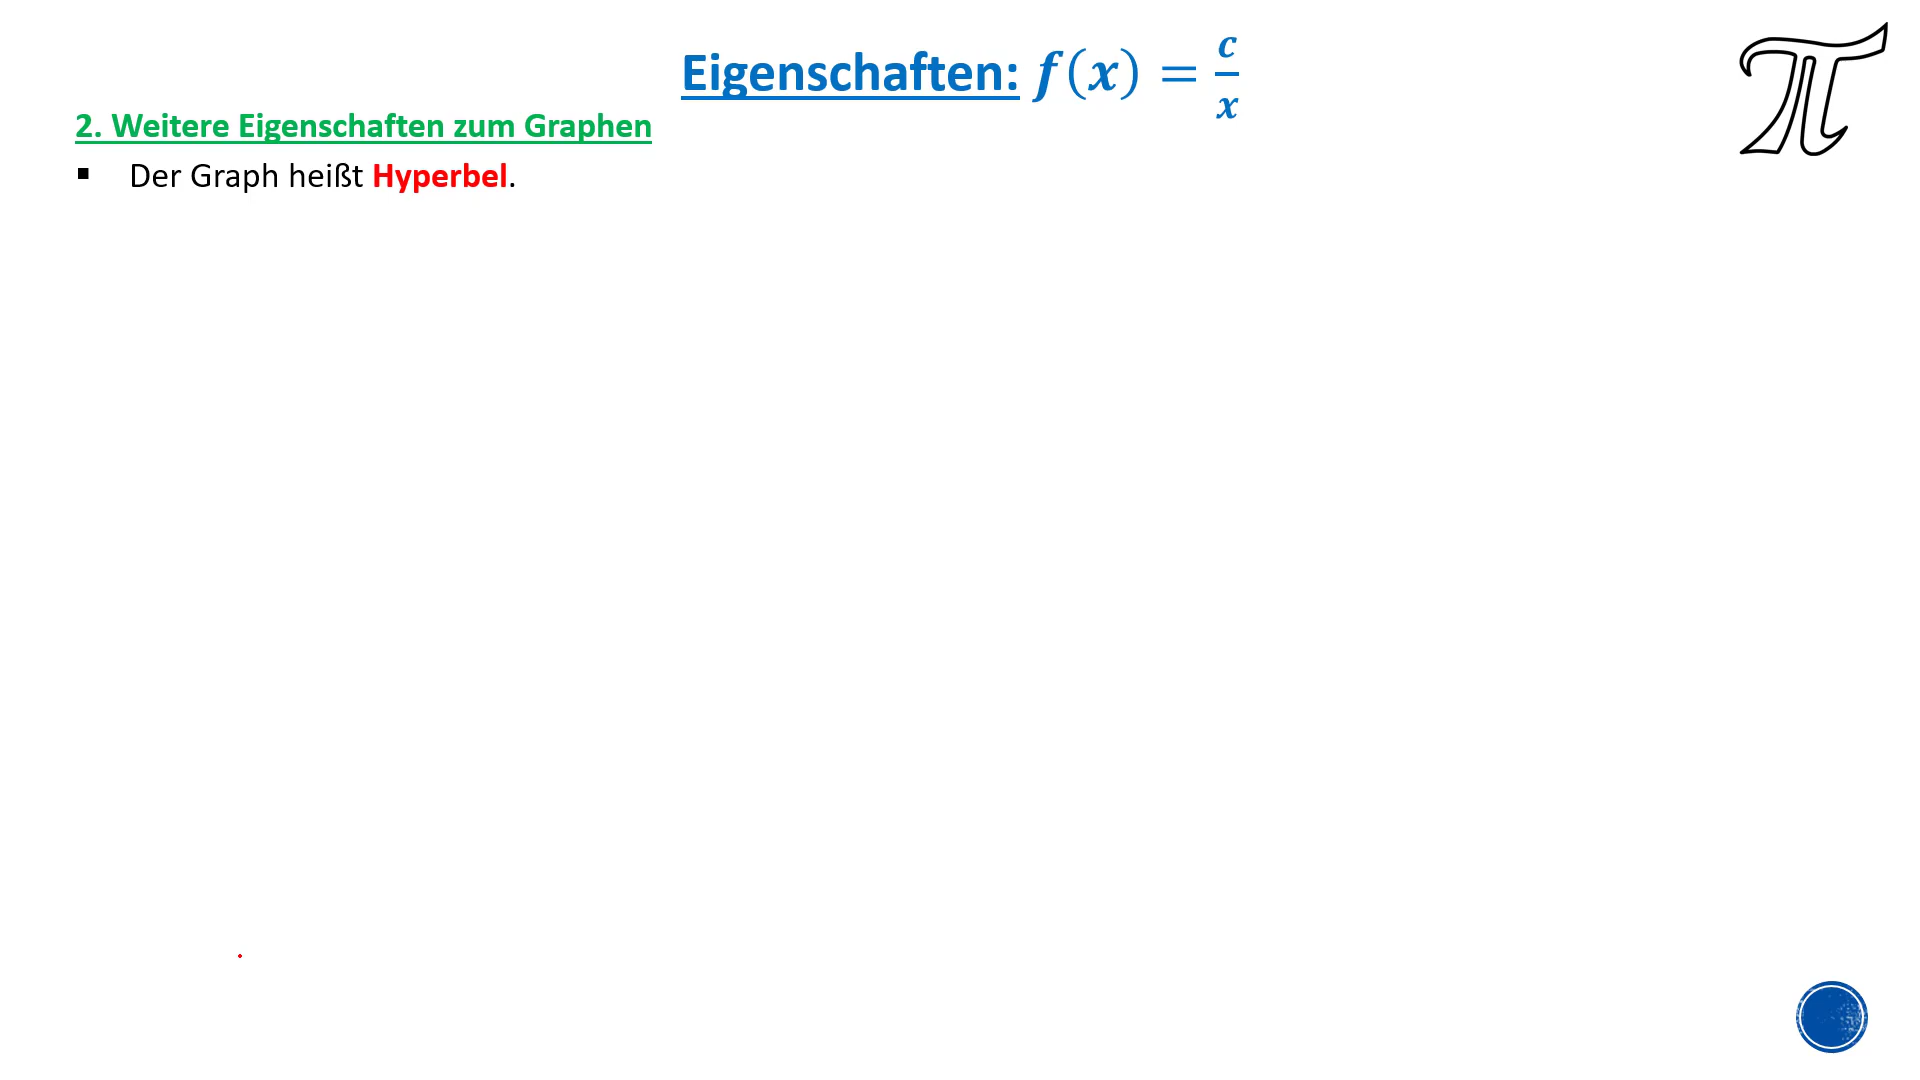 Eigenschaften: f(x) = c/x
2. Weitere Eigenschaften zum Graphen
▪ Der Graph heißt Hyperbel.
π